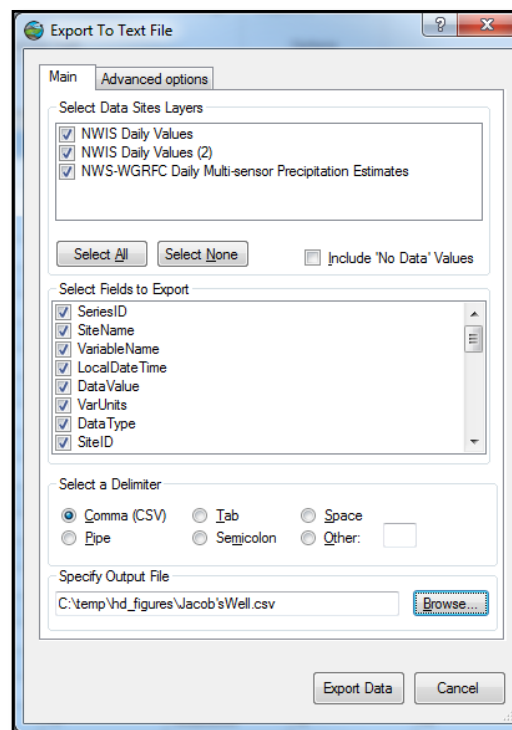 Export To Text File
Main Advanced options
Select Data Sites Layers
NWIS Daily Values
NWIS Daily Values (2)
NWS-WGRFC Daily Multi-sensor Precipitation Estimates
Select All Select None Include 'No Data' Values
Select Fields to Export
SeriesID
SiteName
VariableName
LocalDateTime
DataValue
VarUnits
DataType
SiteID
Select a Delimiter
Comma (CSV) Tab Space
Pipe Semicolon Other:
Specify Output File
C:\temp\hd_figures\Jacob'sWell.csv Browse...
Export Data Cancel